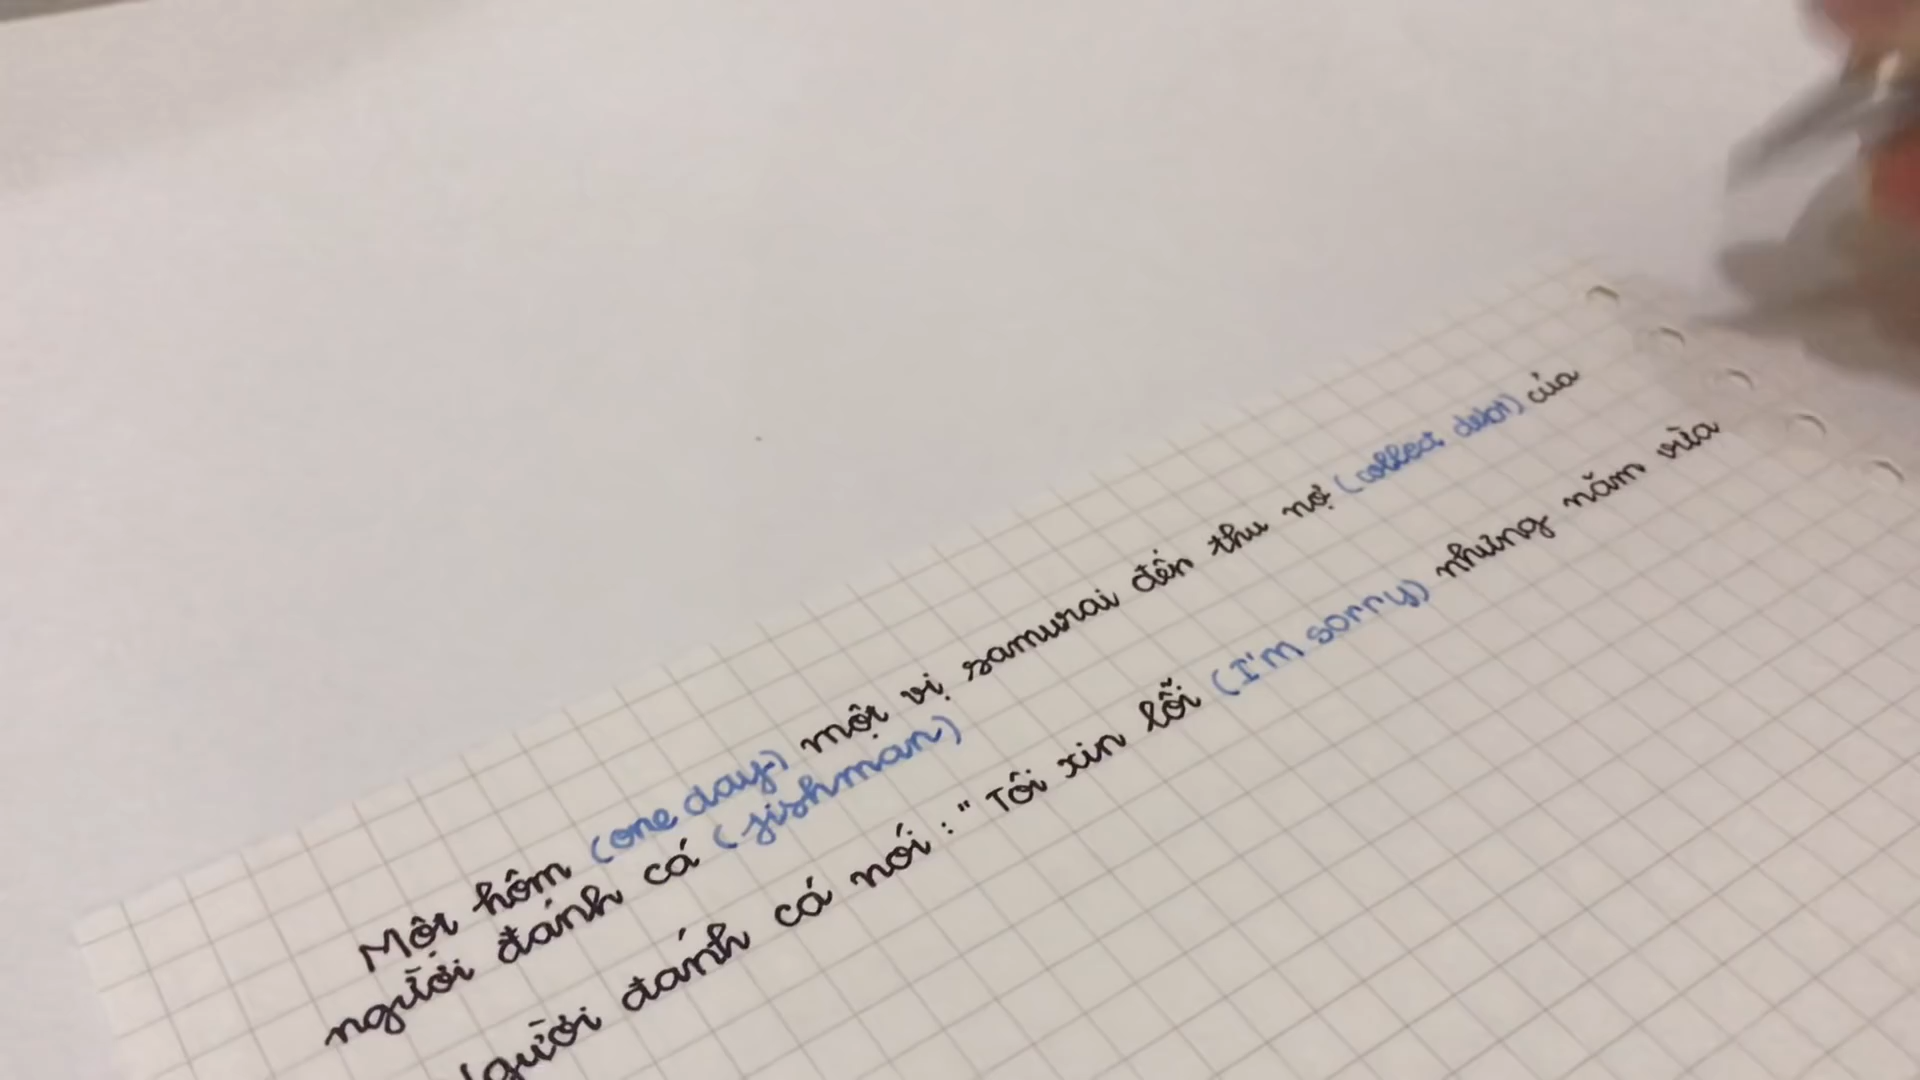 Một hôm (one day) một vị samurai đến thu nợ (collect debt) của
người đánh cá (fishman)
Người đánh cá nói : " Tôi xin lỗi (I'm sorry) nhưng năm vừa